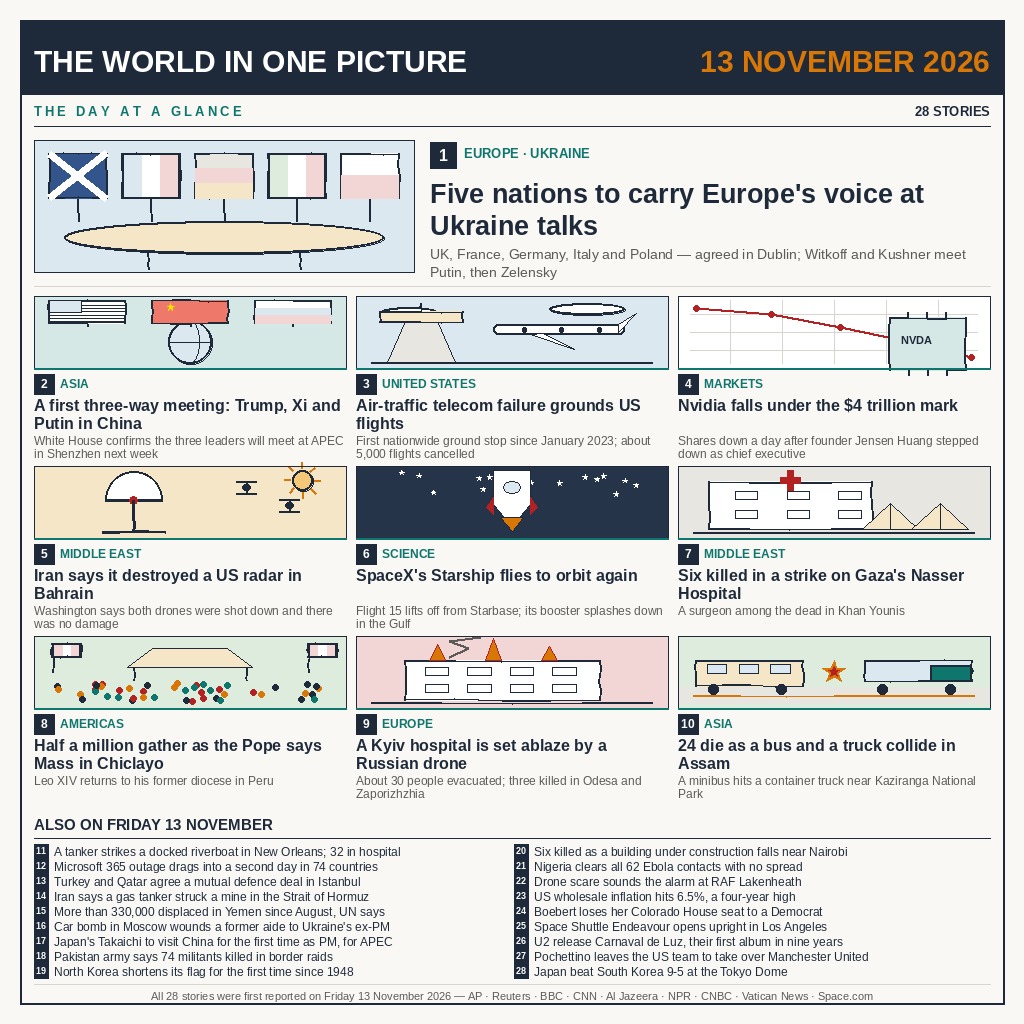 THE WORLD IN ONE PICTURE
13 NOVEMBER 2026
THE DAY AT A GLANCE
28 STORIES
1 EUROPE · UKRAINE
Five nations to carry Europe's voice at
Ukraine talks
UK, France, Germany, Italy and Poland — agreed in Dublin; Witkoff and Kushner meet
Putin, then Zelensky
2 ASIA
A first three-way meeting: Trump, Xi and
Putin in China
White House confirms the three leaders will meet at APEC
in Shenzhen next week
3 UNITED STATES
Air-traffic telecom failure grounds US
flights
First nationwide ground stop since January 2023; about
5,000 flights cancelled
NVDA
4 MARKETS
Nvidia falls under the $4 trillion mark
Shares down a day after founder Jensen Huang stepped
down as chief executive
5 MIDDLE EAST
Iran says it destroyed a US radar in
Bahrain
Washington says both drones were shot down and there
was no damage
6 SCIENCE
SpaceX's Starship flies to orbit again
Flight 15 lifts off from Starbase; its booster splashes down
in the Gulf
7 MIDDLE EAST
Six killed in a strike on Gaza's Nasser
Hospital
A surgeon among the dead in Khan Younis
8 AMERICAS
Half a million gather as the Pope says
Mass in Chiclayo
Leo XIV returns to his former diocese in Peru
9 EUROPE
A Kyiv hospital is set ablaze by a
Russian drone
About 30 people evacuated; three killed in Odesa and
Zaporizhzhia
10 ASIA
24 die as a bus and a truck collide in
Assam
A minibus hits a container truck near Kaziranga National
Park
ALSO ON FRIDAY 13 NOVEMBER
11 A tanker strikes a docked riverboat in New Orleans; 32 in hospital
12 Microsoft 365 outage drags into a second day in 74 countries
13 Turkey and Qatar agree a mutual defence deal in Istanbul
14 Iran says a gas tanker struck a mine in the Strait of Hormuz
15 More than 330,000 displaced in Yemen since August, UN says
16 Car bomb in Moscow wounds a former aide to Ukraine's ex-PM
17 Japan's Takaichi to visit China for the first time as PM, for APEC
18 Pakistan army says 74 militants killed in border raids
19 North Korea shortens its flag for the first time since 1948
20 Six killed as a building under construction falls near Nairobi
21 Nigeria clears all 62 Ebola contacts with no spread
22 Drone scare sounds the alarm at RAF Lakenheath
23 US wholesale inflation hits 6.5%, a four-year high
24 Boebert loses her Colorado House seat to a Democrat
25 Space Shuttle Endeavour opens upright in Los Angeles
26 U2 release Carnaval de Luz, their first album in nine years
27 Pochettino leaves the US team to take over Manchester United
28 Japan beat South Korea 9-5 at the Tokyo Dome
All 28 stories were first reported on Friday 13 November 2026 — AP · Reuters · BBC · CNN · Al Jazeera · NPR · CNBC · Vatican News · Space.com